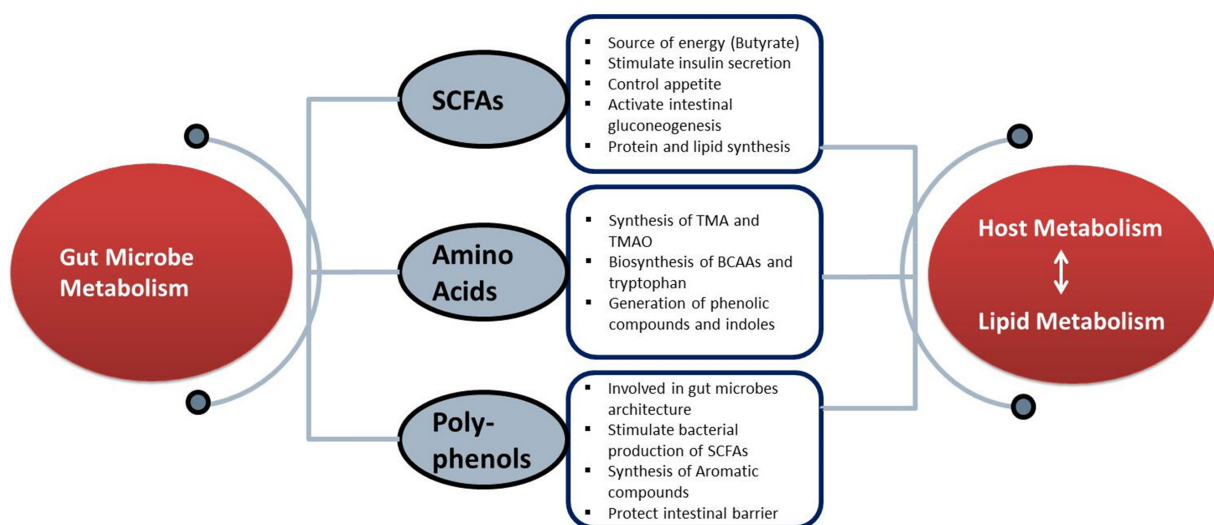 Gut Microbe
Metabolism
SCFAs
▪ Source of energy (Butyrate)
▪ Stimulate insulin secretion
▪ Control appetite
▪ Activate intestinal
gluconeogenesis
▪ Protein and lipid synthesis
Amino
Acids
▪ Synthesis of TMA and
TMAO
▪ Biosynthesis of BCAAs and
tryptophan
▪ Generation of phenolic
compounds and indoles
Poly-
phenols
▪ Involved in gut microbes
architecture
▪ Stimulate bacterial
production of SCFAs
▪ Synthesis of Aromatic
compounds
▪ Protect intestinal barrier
Host Metabolism
Lipid Metabolism